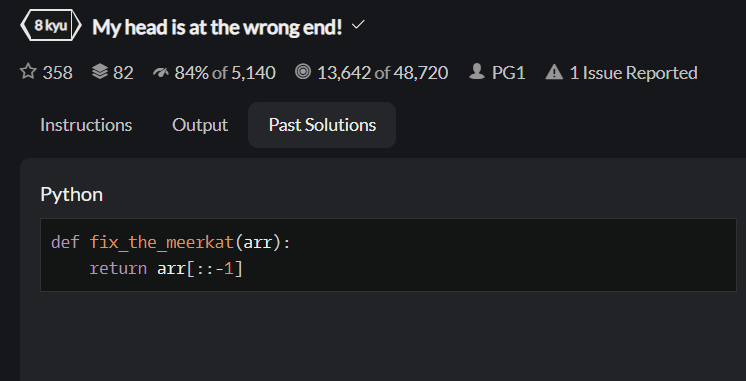 8 kyu My head is at the wrong end!
358 82 84% of 5,140 13,642 of 48,720 PG1 1 Issue Reported
Instructions Output Past Solutions
Python
def fix_the_meerkat(arr):
    return arr[::-1]